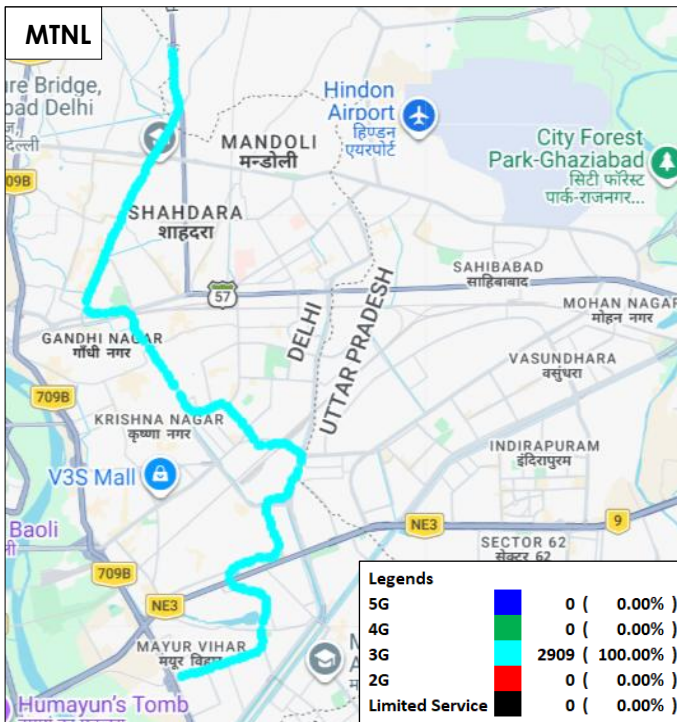 MTNL
ure Bridge,
bad Delhi
दिल्ली
709B
Hindon
Airport
हिण्डन
एयरपोर्ट
MANDOLI
मन्डोली
City Forest
Park-Ghaziabad
सिटी फॉरेस्ट
पार्क-राजनगर...
SHAHDARA
शाहदरा
57
SAHIBABAD
साहिबाबाद
MOHAN NAGAR
मोहन नगर
DELHI
UTTAR PRADESH
GANDHI NAGAR
गाँधी नगर
VASUNDHARA
वसुंधरा
709B
KRISHNA NAGAR
कृष्णा नगर
INDIRAPURAM
इंदिरापुरम
V3S Mall
Baoli
NE3
9
SECTOR 62
सेक्टर 62
709B
NE3
MAYUR VIHAR
मयूर विहार
Humayun's Tomb
Legends
5G 0 ( 0.00% )
4G 0 ( 0.00% )
3G 2909 ( 100.00% )
2G 0 ( 0.00% )
Limited Service 0 ( 0.00% )